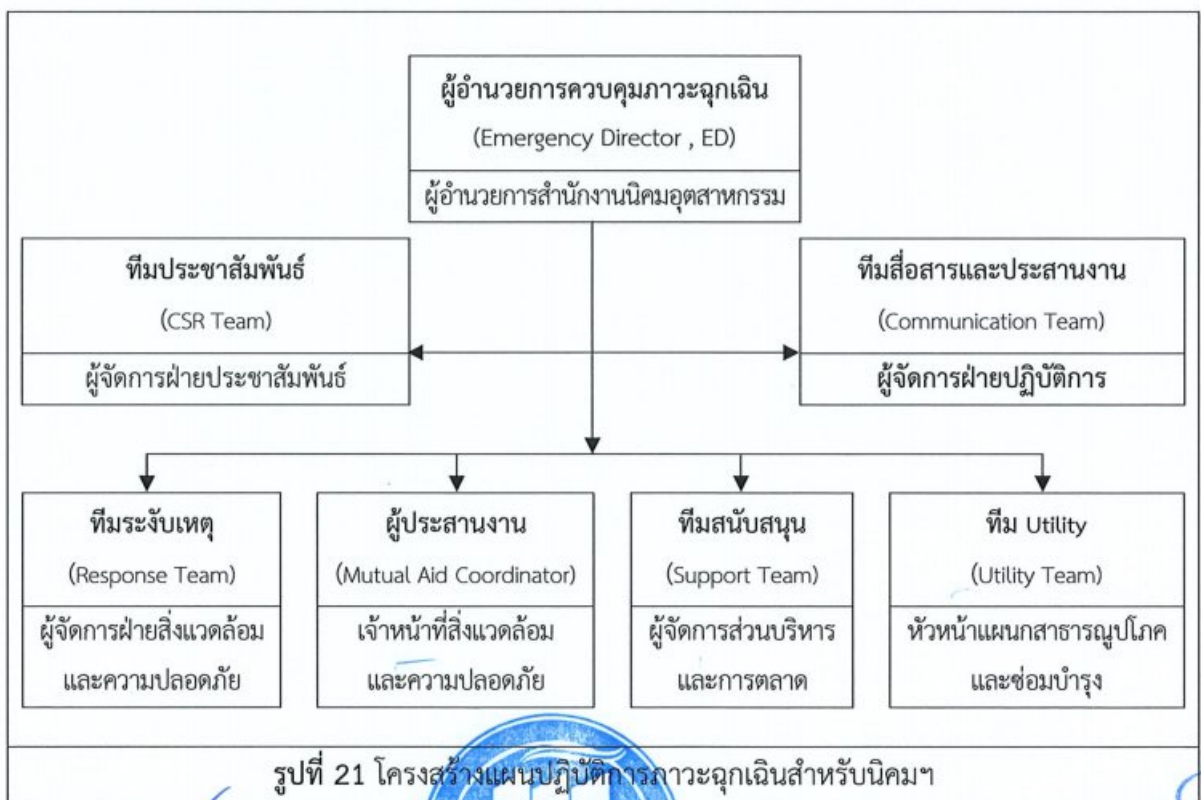 ผู้อำนวยการควบคุมภาวะฉุกเฉิน
(Emergency Director , ED)
ผู้อำนวยการสำนักงานนิคมอุตสาหกรรม
ทีมประชาสัมพันธ์
(CSR Team)
ผู้จัดการฝ่ายประชาสัมพันธ์
ทีมสื่อสารและประสานงาน
(Communication Team)
ผู้จัดการฝ่ายปฏิบัติการ
ทีมระงับเหตุ
(Response Team)
ผู้จัดการฝ่ายสิ่งแวดล้อม
และความปลอดภัย
ผู้ประสานงาน
(Mutual Aid Coordinator)
เจ้าหน้าที่สิ่งแวดล้อม
และความปลอดภัย
ทีมสนับสนุน
(Support Team)
ผู้จัดการส่วนบริหาร
และการตลาด
ทีม Utility
(Utility Team)
หัวหน้าแผนกสาธารณูปโภค
และซ่อมบำรุง
รูปที่ 21 โครงสร้างแผนปฏิบัติการภาวะฉุกเฉินสำหรับนิคมฯ